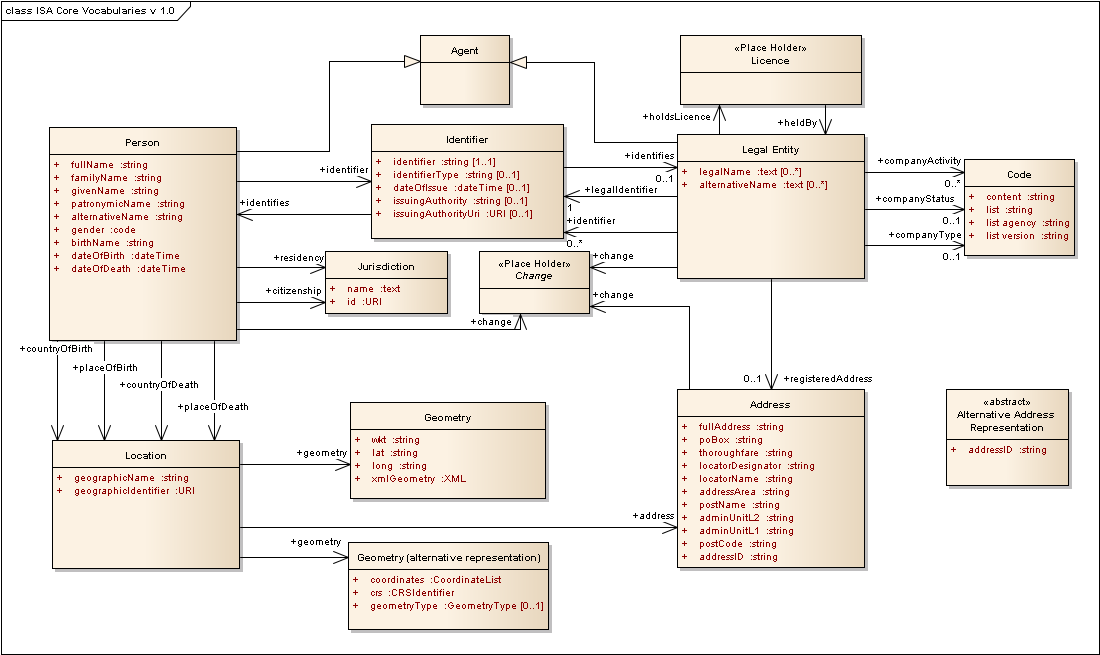 class ISA Core Vocabularies v 1.0
Agent
«Place Holder»
Licence
+holdsLicence
+heldBy
Person
+ fullName :string
+ familyName :string
+ givenName :string
+ patronymicName :string
+ alternativeName :string
+ gender :code
+ birthName :string
+ dateOfBirth :dateTime
+ dateOfDeath :dateTime
+identifier
+identifies
Identifier
+ identifier :string [1..1]
+ identifierType :string [0..1]
+ dateOfIssue :dateTime [0..1]
+ issuingAuthority :string [0..1]
+ issuingAuthorityUri :URI [0..1]
+identifies
0..1
+legalIdentifier
1
+identifier
0..*
Legal Entity
+ legalName :text [0..*]
+ alternativeName :text [0..*]
+companyActivity
0..*
+companyStatus
0..1
+companyType
0..1
Code
+ content :string
+ list :string
+ list agency :string
+ list version :string
+residency
+citizenship
Jurisdiction
+ name :text
+ id :URI
«Place Holder»
Change
+change
+change
+change
+countryOfBirth
+placeOfBirth
+countryOfDeath
+placeOfDeath
0..1
+registeredAddress
Location
+ geographicName :string
+ geographicIdentifier :URI
+geometry
Geometry
+ wkt :string
+ lat :string
+ long :string
+ xmlGeometry :XML
+address
+geometry
Geometry (alternative representation)
+ coordinates :CoordinateList
+ crs :CRSIdentifier
+ geometryType :GeometryType [0..1]
Address
+ fullAddress :string
+ poBox :string
+ thoroughfare :string
+ locatorDesignator :string
+ locatorName :string
+ addressArea :string
+ postName :string
+ adminUnitL2 :string
+ adminUnitL1 :string
+ postCode :string
+ addressID :string
«abstract»
Alternative Address
Representation
+ addressID :string